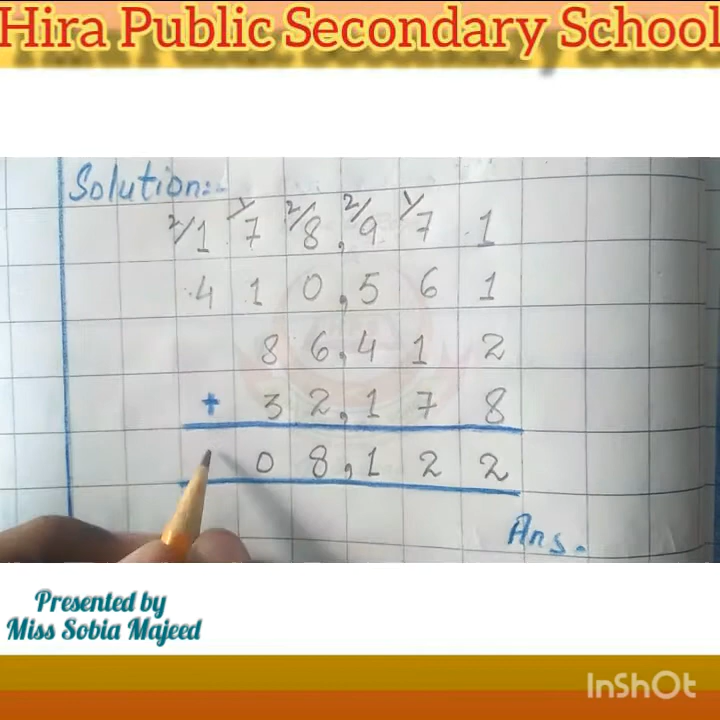 Hira Public Secondary School
Solution:-
2/ 1/ 2/ 2/ 1/
1 7 8,9 7 1
4 1 0,5 6 1
8 6,4 1 2
+ 3 2,1 7 8
0 8,1 2 2
Ans.
Presented by
Miss Sobia Majeed
InShOt